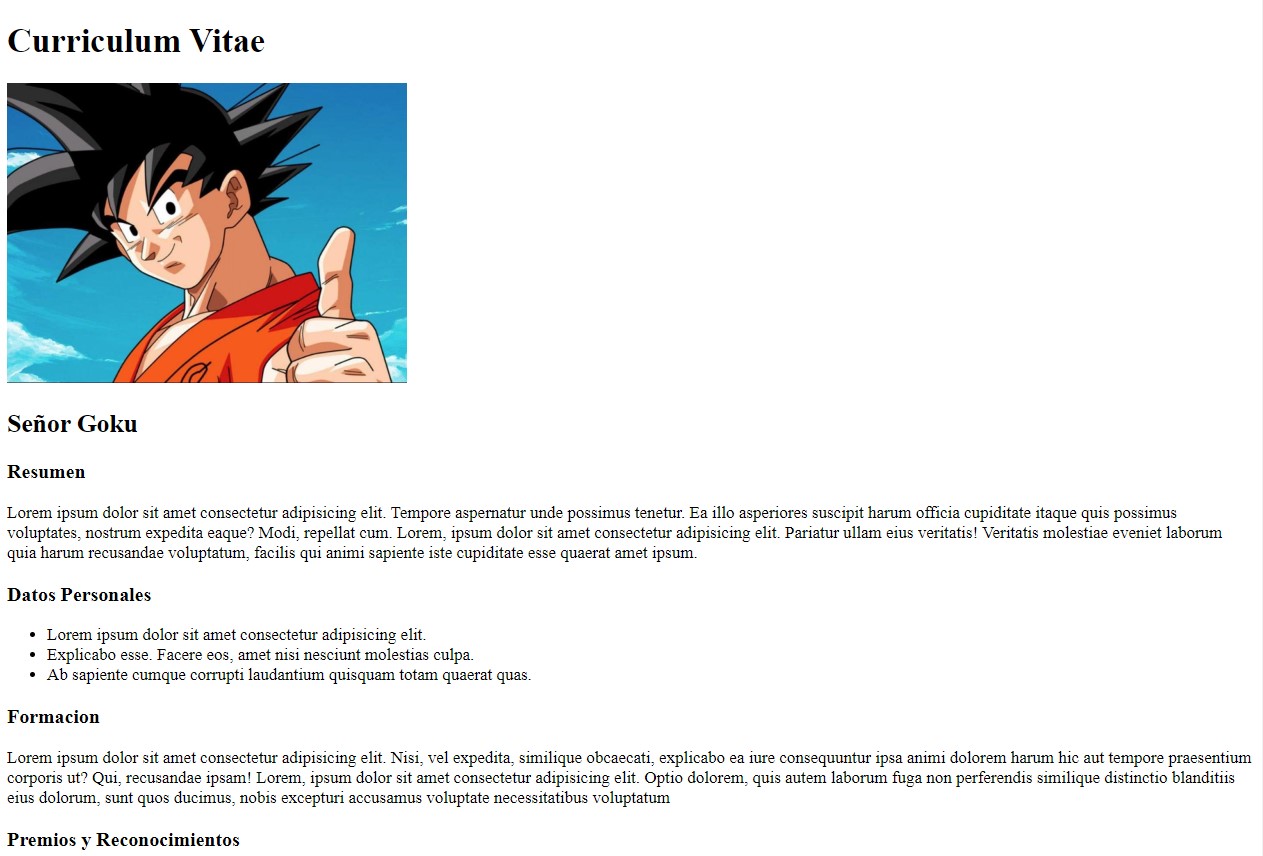 Curriculum Vitae
Señor Goku
Resumen
Lorem ipsum dolor sit amet consectetur adipisicing elit. Tempore aspernatur unde possimus tenetur. Ea illo asperiores suscipit harum officia cupiditate itaque quis possimus
voluptates, nostrum expedita eaque? Modi, repellat cum. Lorem, ipsum dolor sit amet consectetur adipisicing elit. Pariatur ullam eius veritatis! Veritatis molestiae eveniet laborum
quia harum recusandae voluptatum, facilis qui animi sapiente iste cupiditate esse quaerat amet ipsum.
Datos Personales
• Lorem ipsum dolor sit amet consectetur adipisicing elit.
• Explicabo esse. Facere eos, amet nisi nesciunt molestias culpa.
• Ab sapiente cumque corrupti laudantium quisquam totam quaerat quas.
Formacion
Lorem ipsum dolor sit amet consectetur adipisicing elit. Nisi, vel expedita, similique obcaecati, explicabo ea iure consequuntur ipsa animi dolorem harum hic aut tempore praesentium
corporis ut? Qui, recusandae ipsam! Lorem, ipsum dolor sit amet consectetur adipisicing elit. Optio dolorem, quis autem laborum fuga non perferendis similique distinctio blanditiis
eius dolorum, sunt quos ducimus, nobis excepturi accusamus voluptate necessitatibus voluptatum
Premios y Reconocimientos